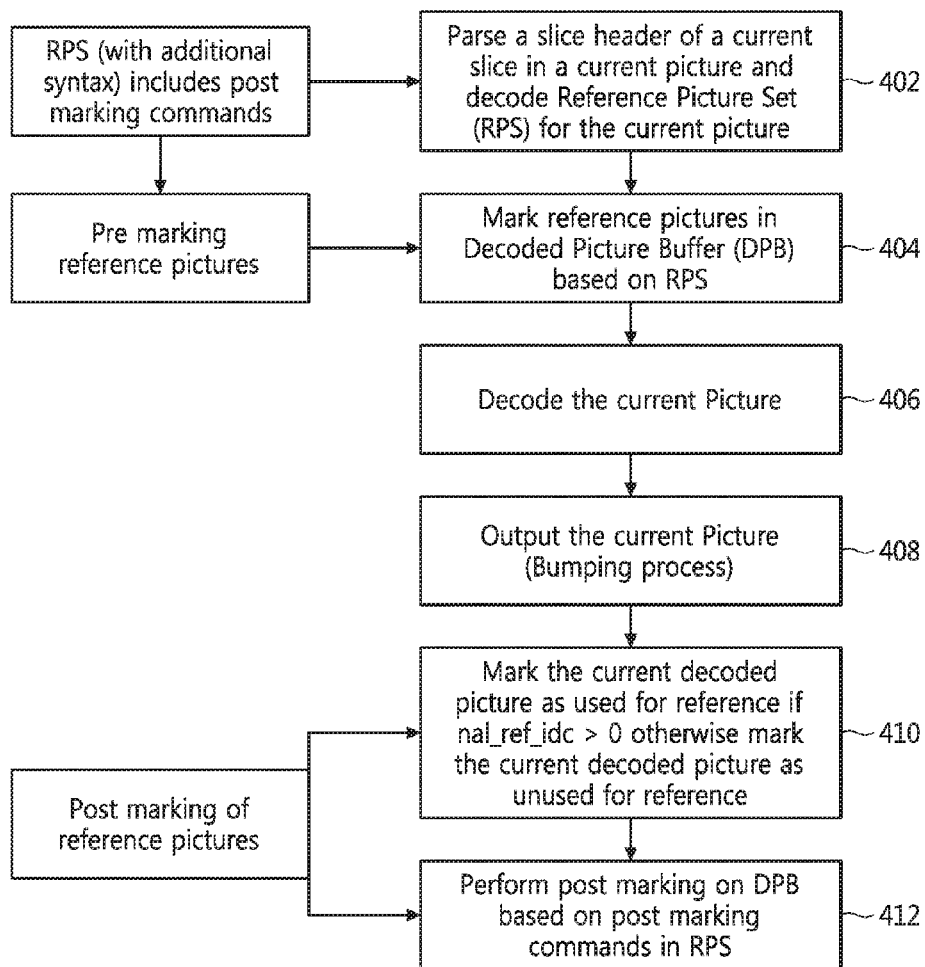 RPS (with additional
syntax) includes post
marking commands
Parse a slice header of a current
slice in a current picture and
decode Reference Picture Set
(RPS) for the current picture
402
Pre marking
reference pictures
Mark reference pictures in
Decoded Picture Buffer (DPB)
based on RPS
404
Decode the current Picture
406
Output the current Picture
(Bumping process)
408
Mark the current decoded
picture as used for reference if
nal_ref_idc > 0 otherwise mark
the current decoded picture as
unused for reference
410
Post marking of
reference pictures
Perform post marking on DPB
based on post marking
commands in RPS
412